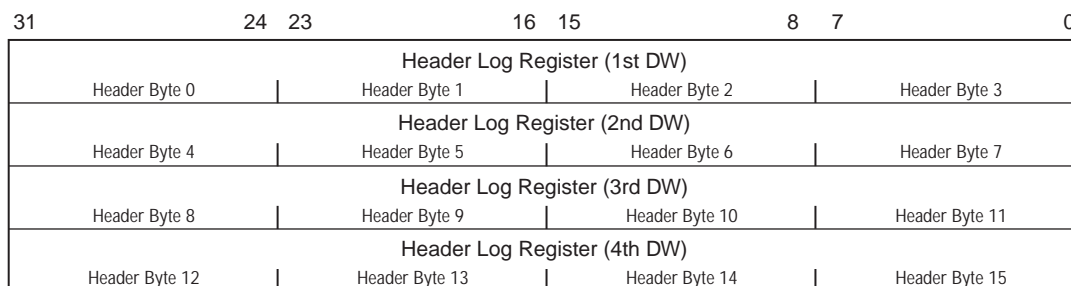 31 24 23 16 15 8 7 0
Header Log Register (1st DW)
Header Byte 0 Header Byte 1 Header Byte 2 Header Byte 3
Header Log Register (2nd DW)
Header Byte 4 Header Byte 5 Header Byte 6 Header Byte 7
Header Log Register (3rd DW)
Header Byte 8 Header Byte 9 Header Byte 10 Header Byte 11
Header Log Register (4th DW)
Header Byte 12 Header Byte 13 Header Byte 14 Header Byte 15